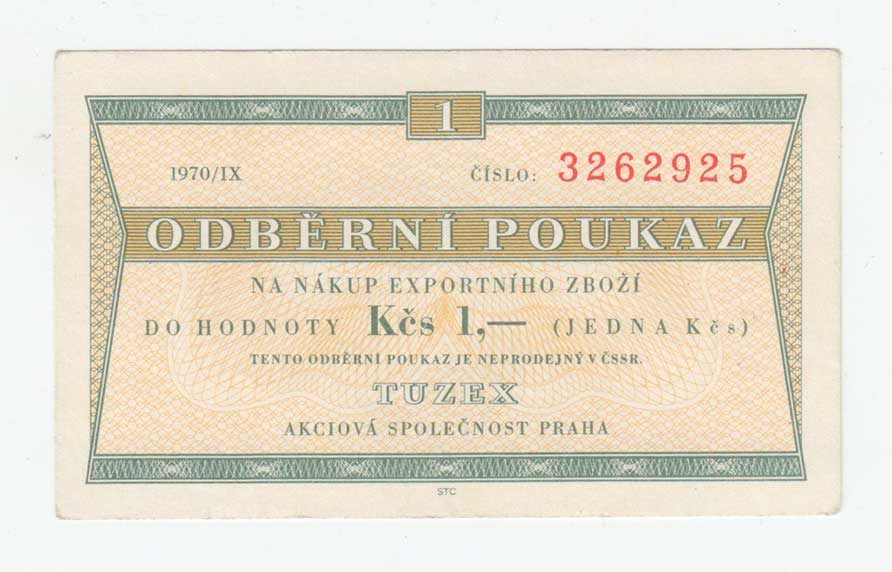 1
1970/IX ČÍSLO: 3262925
ODBĚRNÍ POUKAZ
NA NÁKUP EXPORTNÍHO ZBOŽÍ
DO HODNOTY Kčs 1,— (JEDNA Kčs)
TENTO ODBĚRNÍ POUKAZ JE NEPRODEJNÝ V ČSSR.
TUZEX
AKCIOVÁ SPOLEČNOST PRAHA
STC